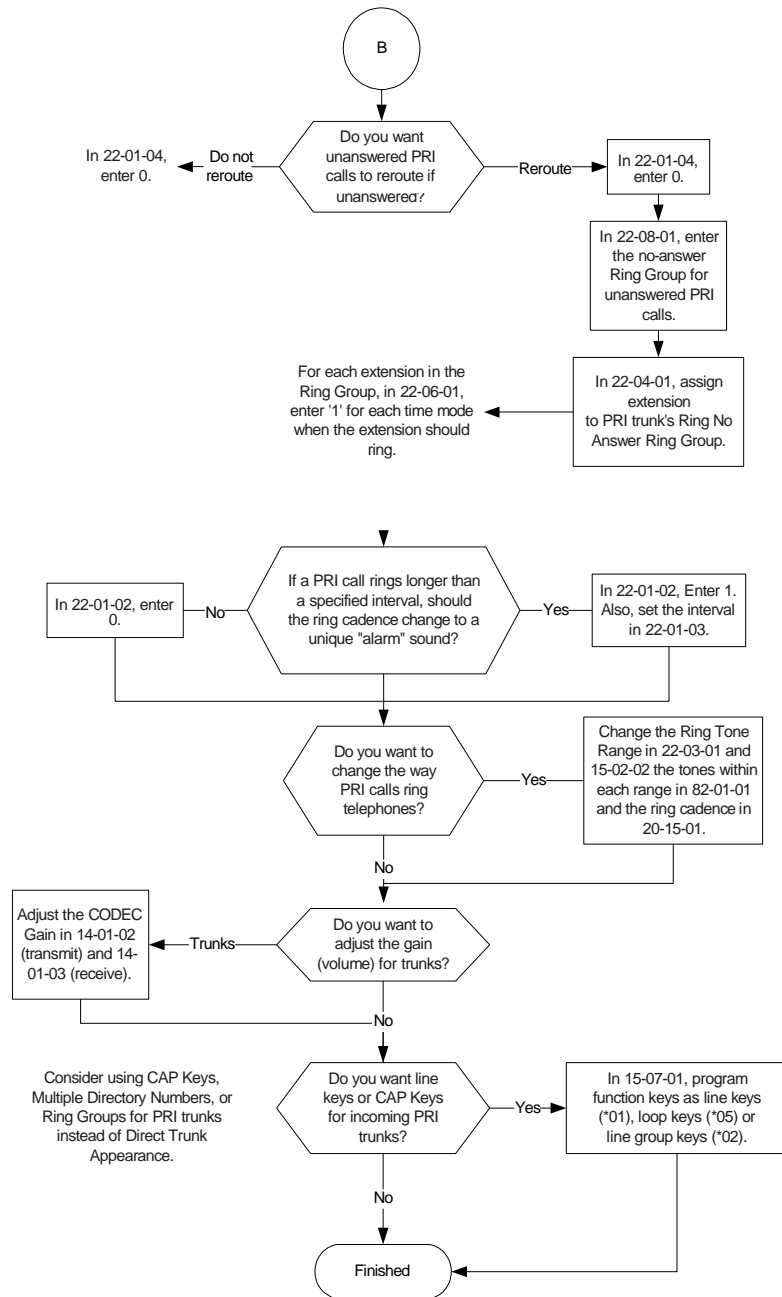 B
Do you want
unanswered PRI
calls to reroute if
unanswered?
Do not
reroute
In 22-01-04,
enter 0.
Reroute
In 22-01-04,
enter 0.
In 22-08-01, enter
the no-answer
Ring Group for
unanswered PRI
calls.
In 22-04-01, assign
extension
to PRI trunk's Ring No
Answer Ring Group.
For each extension in the
Ring Group, in 22-06-01,
enter '1' for each time mode
when the extension should
ring.
If a PRI call rings longer than
a specified interval, should
the ring cadence change to a
unique "alarm" sound?
No
In 22-01-02, enter
0.
Yes
In 22-01-02, Enter 1.
Also, set the interval
in 22-01-03.
Do you want to
change the way
PRI calls ring
telephones?
Yes
Change the Ring Tone
Range in 22-03-01 and
15-02-02 the tones within
each range in 82-01-01
and the ring cadence in
20-15-01.
No
Do you want to
adjust the gain
(volume) for trunks?
Trunks
Adjust the CODEC
Gain in 14-01-02
(transmit) and 14-
01-03 (receive).
No
Consider using CAP Keys,
Multiple Directory Numbers, or
Ring Groups for PRI trunks
instead of Direct Trunk
Appearance.
Do you want line
keys or CAP Keys
for incoming PRI
trunks?
Yes
In 15-07-01, program
function keys as line keys
(*01), loop keys (*05) or
line group keys (*02).
No
Finished